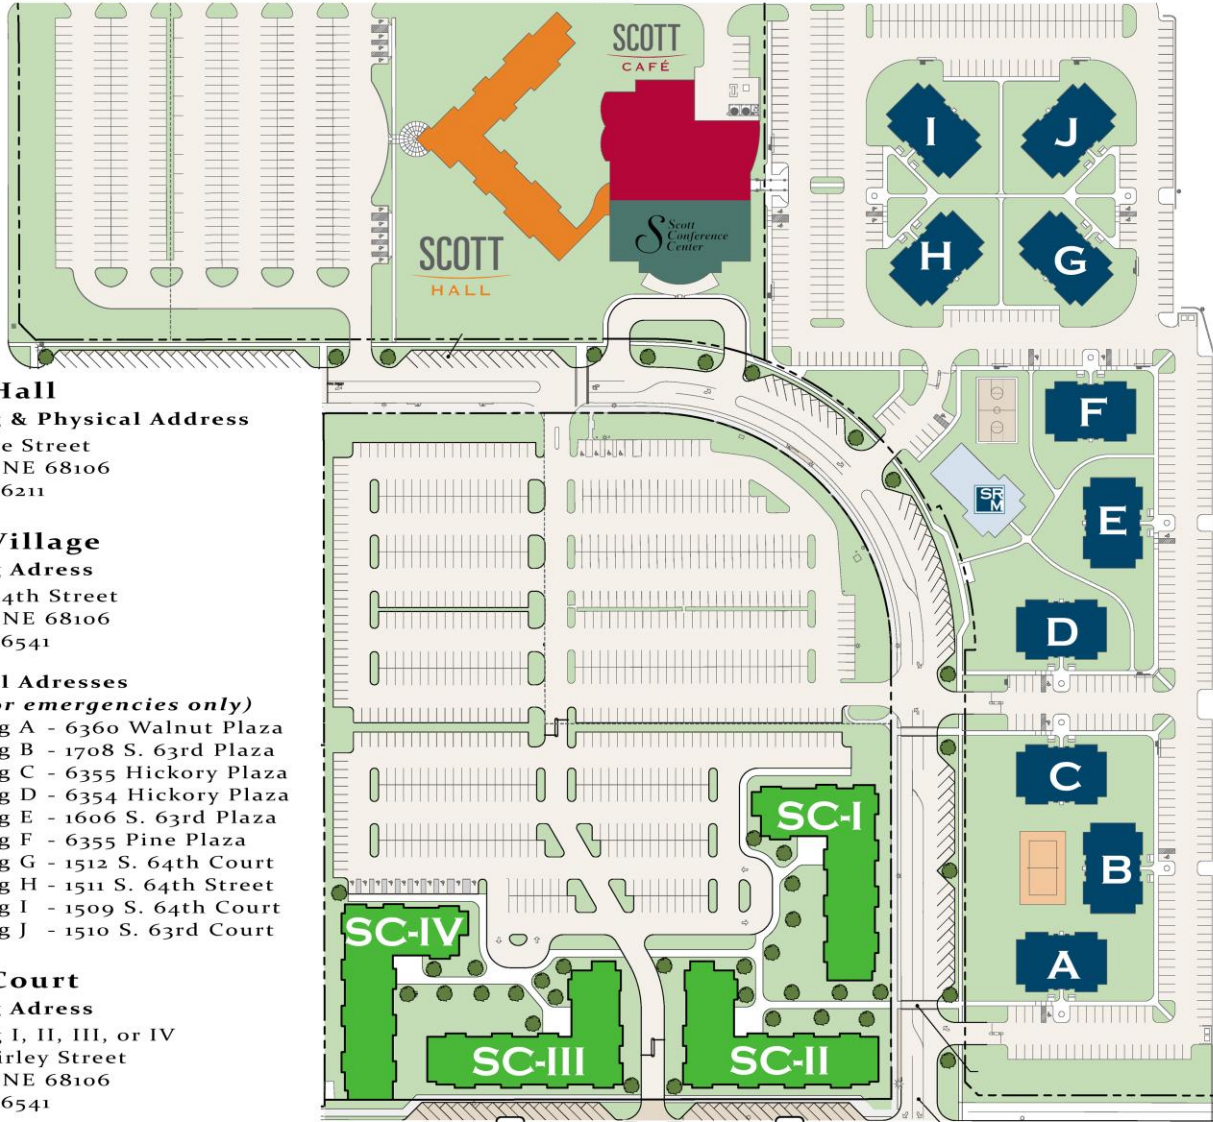 SCOTT
CAFÉ
SCOTT
HALL
S Scott
Conference
Center
I
J
H
G
F
SRM
E
D
C
B
A
SC-I
SC-IV
SC-III
SC-II
Hall
& Physical Address
e Street
NE 68106
6211
Village
Adress
4th Street
NE 68106
6541
l Adresses
or emergencies only)
g A - 6360 Walnut Plaza
g B - 1708 S. 63rd Plaza
g C - 6355 Hickory Plaza
g D - 6354 Hickory Plaza
g E - 1606 S. 63rd Plaza
g F - 6355 Pine Plaza
g G - 1512 S. 64th Court
g H - 1511 S. 64th Street
g I - 1509 S. 64th Court
g J - 1510 S. 63rd Court
Court
Adress
g I, II, III, or IV
irley Street
NE 68106
6541